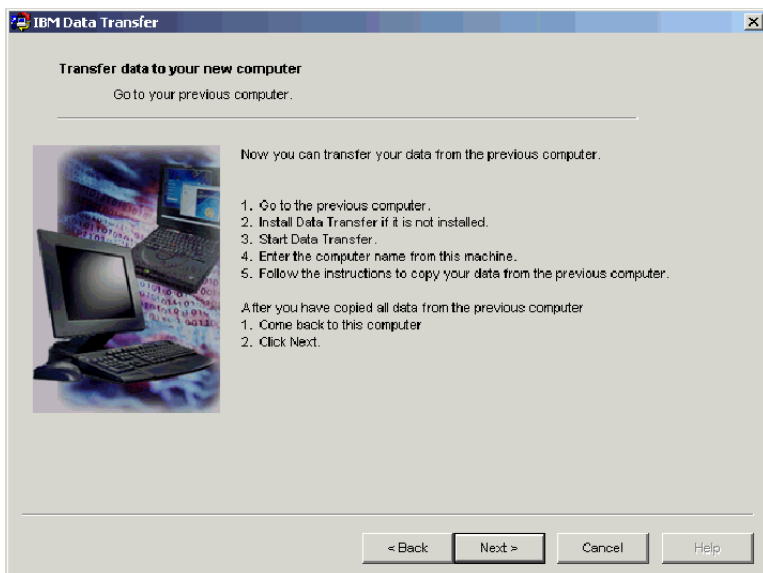 IBM Data Transfer
Transfer data to your new computer
Go to your previous computer.
Now you can transfer your data from the previous computer.
1. Go to the previous computer.
2. Install Data Transfer if it is not installed.
3. Start Data Transfer.
4. Enter the computer name from this machine.
5. Follow the instructions to copy your data from the previous computer.
After you have copied all data from the previous computer
1. Come back to this computer
2. Click Next.
< Back Next > Cancel Help